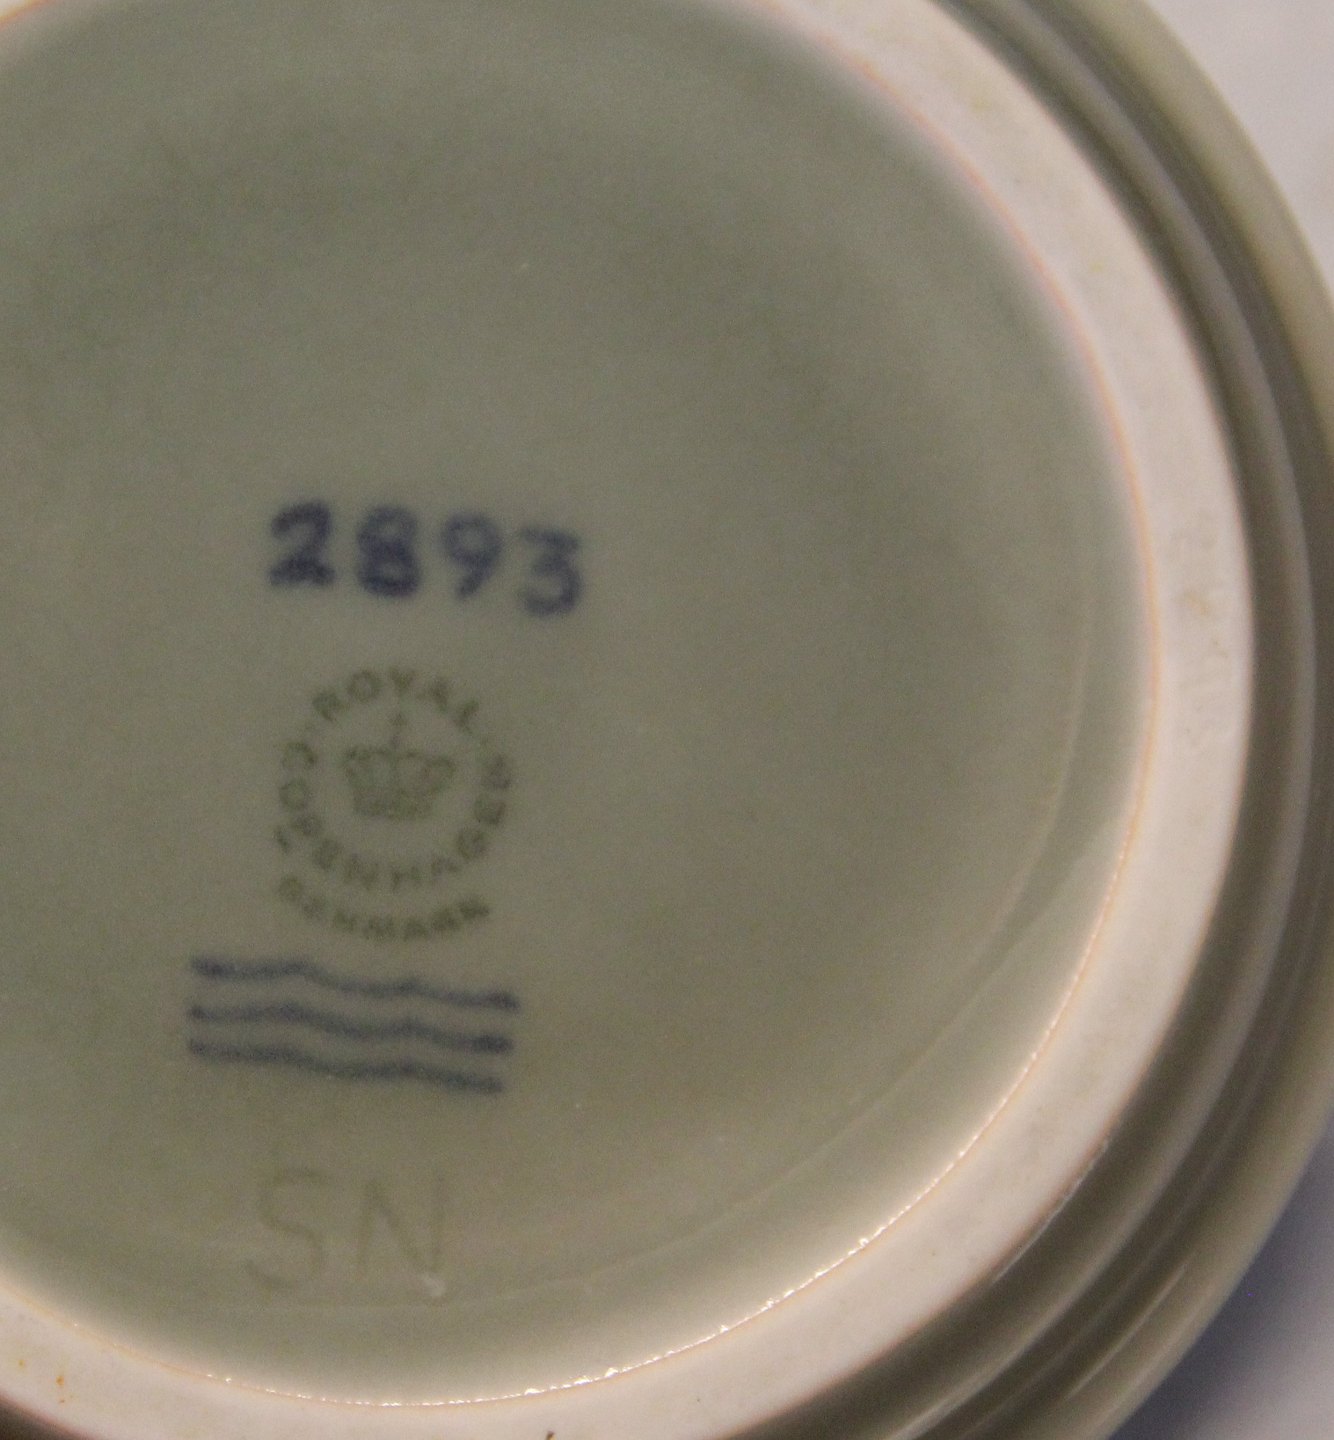 2893
ROYAL
COPENHAGEN
DENMARK
SN